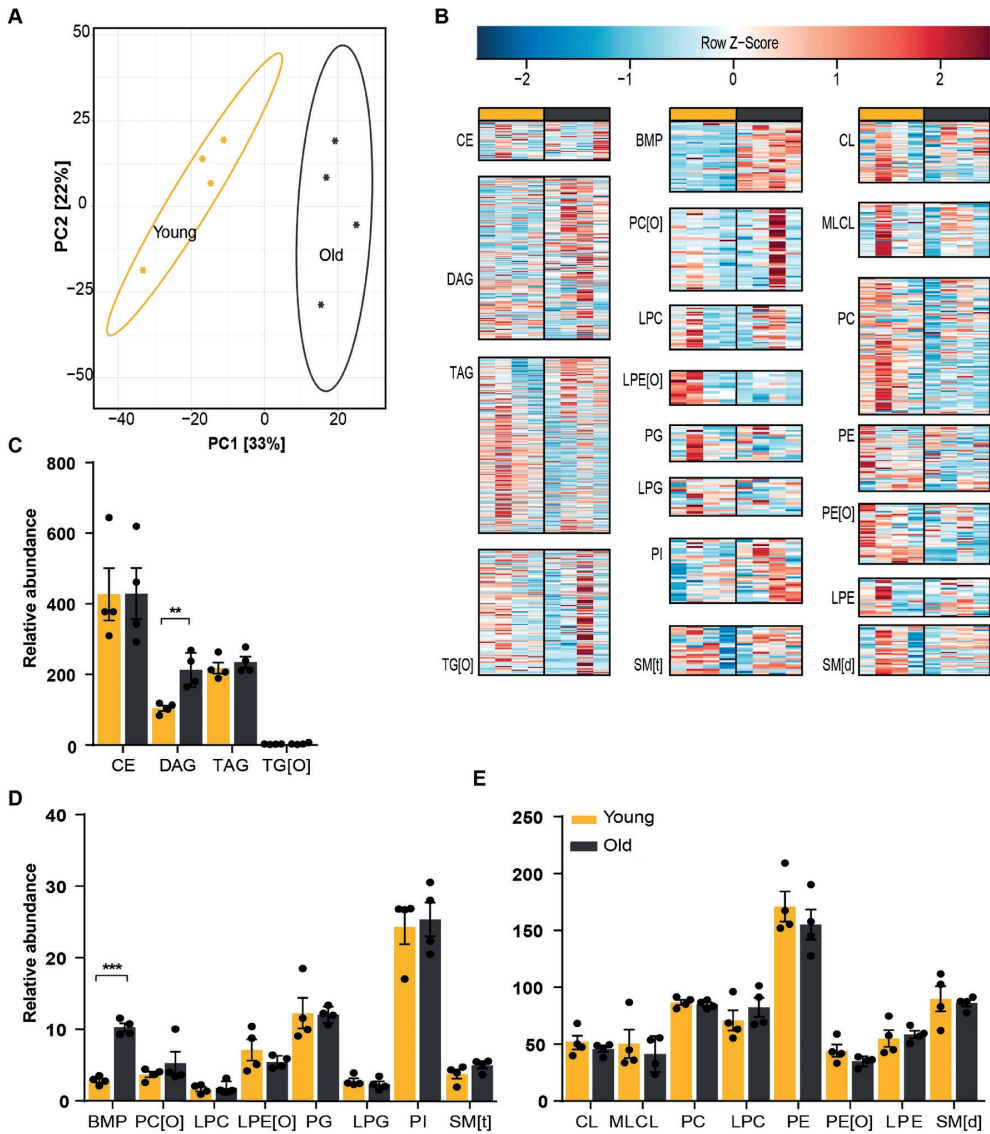 A
50
25
0
−25
−50
PC2 [22%]
Young
Old
−40 −20 0 20
PC1 [33%]
B
Row Z−Score
−2 −1 0 1 2
CE
DAG
TAG
TG[O]
BMP
PC[O]
LPC
LPE[O]
PG
LPG
PI
SM[t]
CL
MLCL
PC
PE
PE[O]
LPE
SM[d]
C
800
600
400
200
0
Relative abundance
**
CE DAG TAG TG[O]
D
40
30
20
10
0
Relative abundance
***
BMP PC[O] LPC LPE[O] PG LPG PI SM[t]
E
250
200
150
100
50
0
Young
Old
CL MLCL PC LPC PE PE[O] LPE SM[d]